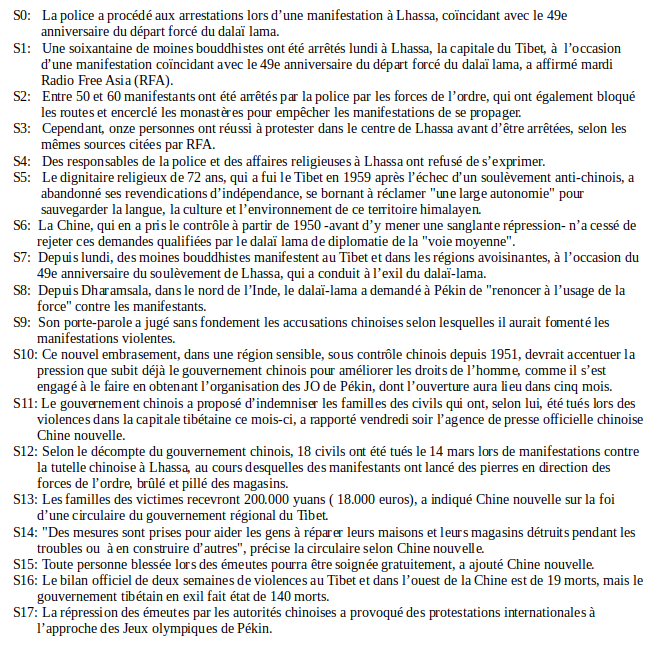 S0: La police a procédé aux arrestations lors d'une manifestation à Lhassa, coïncidant avec le 49e
anniversaire du départ forcé du dalaï lama.
S1: Une soixantaine de moines bouddhistes ont été arrêtés lundi à Lhassa, la capitale du Tibet, à l'occasion
d'une manifestation coïncidant avec le 49e anniversaire du départ forcé du dalaï lama, a affirmé mardi
Radio Free Asia (RFA).
S2: Entre 50 et 60 manifestants ont été arrêtés par la police par les forces de l'ordre, qui ont également bloqué
les routes et encerclé les monastères pour empêcher les manifestations de se propager.
S3: Cependant, onze personnes ont réussi à protester dans le centre de Lhassa avant d'être arrêtées, selon les
mêmes sources citées par RFA.
S4: Des responsables de la police et des affaires religieuses à Lhassa ont refusé de s'exprimer.
S5: Le dignitaire religieux de 72 ans, qui a fui le Tibet en 1959 après l'échec d'un soulèvement anti-chinois, a
abandonné ses revendications d'indépendance, se bornant à réclamer "une large autonomie" pour
sauvegarder la langue, la culture et l'environnement de ce territoire himalayen.
S6: La Chine, qui en a pris le contrôle à partir de 1950 -avant d'y mener une sanglante répression- n'a cessé de
rejeter ces demandes qualifiées par le dalaï lama de diplomatie de la "voie moyenne".
S7: Depuis lundi, des moines bouddhistes manifestent au Tibet et dans les régions avoisinantes, à l'occasion du
49e anniversaire du soulèvement de Lhassa, qui a conduit à l'exil du dalaï-lama.
S8: Depuis Dharamsala, dans le nord de l'Inde, le dalaï-lama a demandé à Pékin de "renoncer à l'usage de la
force" contre les manifestants.
S9: Son porte-parole a jugé sans fondement les accusations chinoises selon lesquelles il aurait fomenté les
manifestations violentes.
S10: Ce nouvel embrasement, dans une région sensible, sous contrôle chinois depuis 1951, devrait accentuer la
pression que subit déjà le gouvernement chinois pour améliorer les droits de l'homme, comme il s'est
engagé à le faire en obtenant l'organisation des JO de Pékin, dont l'ouverture aura lieu dans cinq mois.
S11: Le gouvernement chinois a proposé d'indemniser les familles des civils qui ont, selon lui, été tués lors des
violences dans la capitale tibétaine ce mois-ci, a rapporté vendredi soir l'agence de presse officielle chinoise
Chine nouvelle.
S12: Selon le décompte du gouvernement chinois, 18 civils ont été tués le 14 mars lors de manifestations contre
la tutelle chinoise à Lhassa, au cours desquelles des manifestants ont lancé des pierres en direction des
forces de l'ordre, brûlé et pillé des magasins.
S13: Les familles des victimes recevront 200.000 yuans ( 18.000 euros), a indiqué Chine nouvelle sur la foi
d'une circulaire du gouvernement régional du Tibet.
S14: "Des mesures sont prises pour aider les gens à réparer leurs maisons et leurs magasins détruits pendant les
troubles ou à en construire d'autres", précise la circulaire selon Chine nouvelle.
S15: Toute personne blessée lors des émeutes pourra être soignée gratuitement, a ajouté Chine nouvelle.
S16: Le bilan officiel de deux semaines de violences au Tibet et dans l'ouest de la Chine est de 19 morts, mais le
gouvernement tibétain en exil fait état de 140 morts.
S17: La répression des émeutes par les autorités chinoises a provoqué des protestations internationales à
l'approche des Jeux olympiques de Pékin.